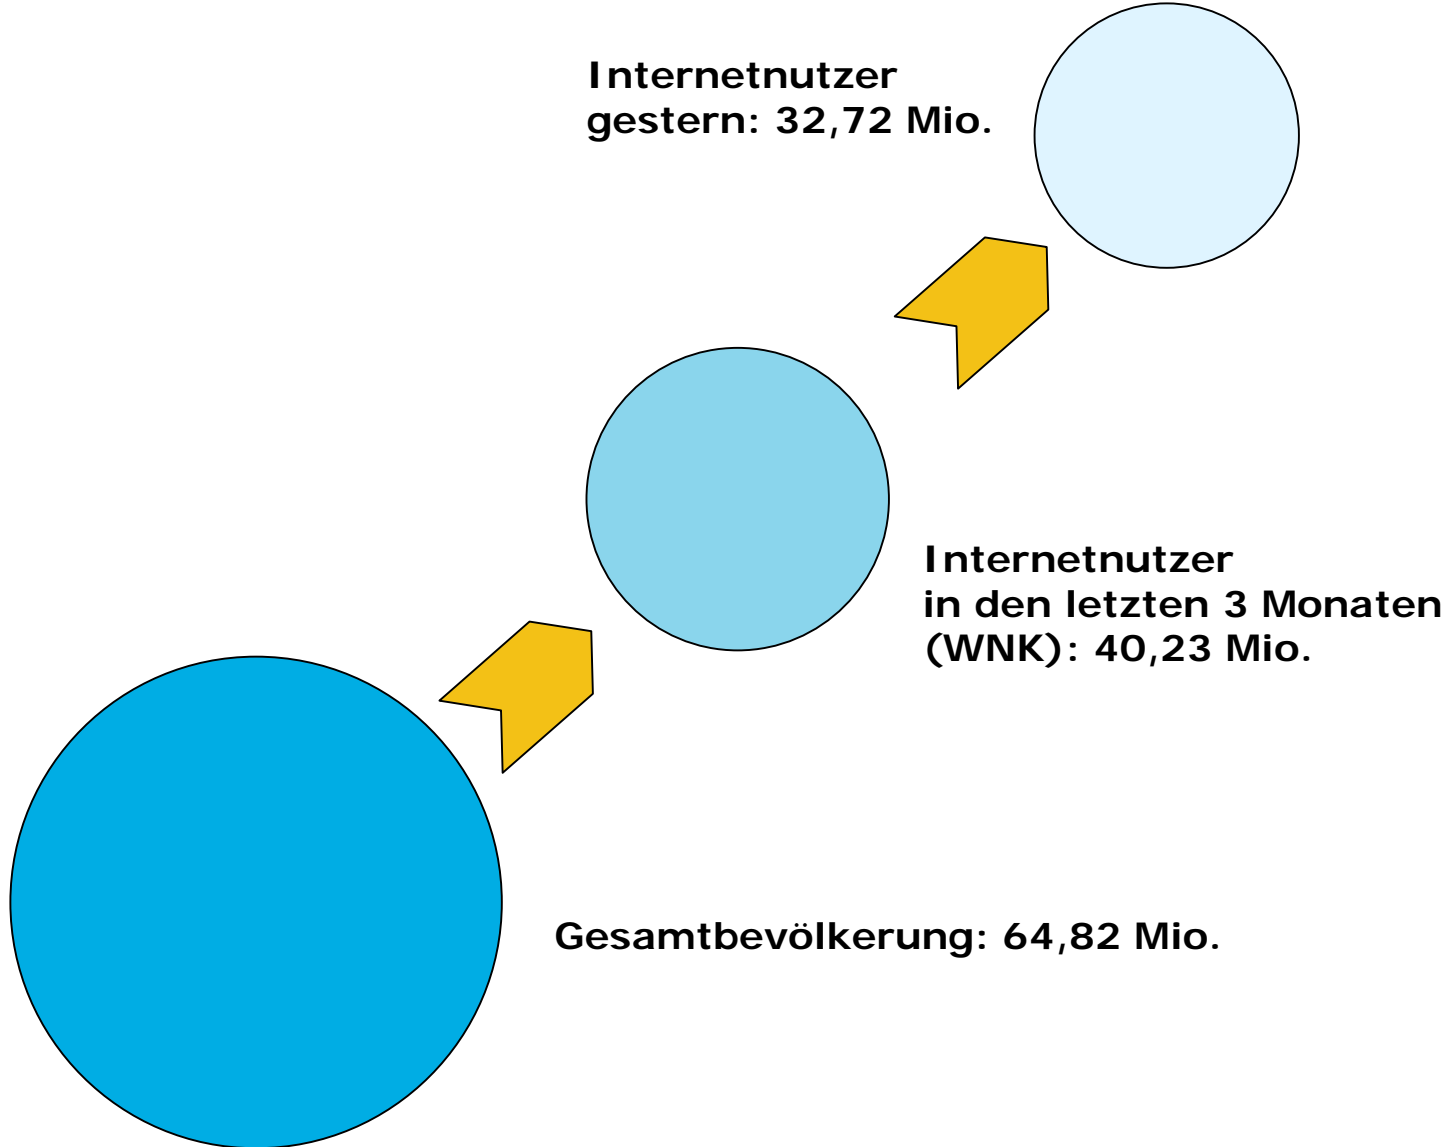 Internetnutzer
gestern: 32,72 Mio.
Internetnutzer
in den letzten 3 Monaten
(WNK): 40,23 Mio.
Gesamtbevölkerung: 64,82 Mio.